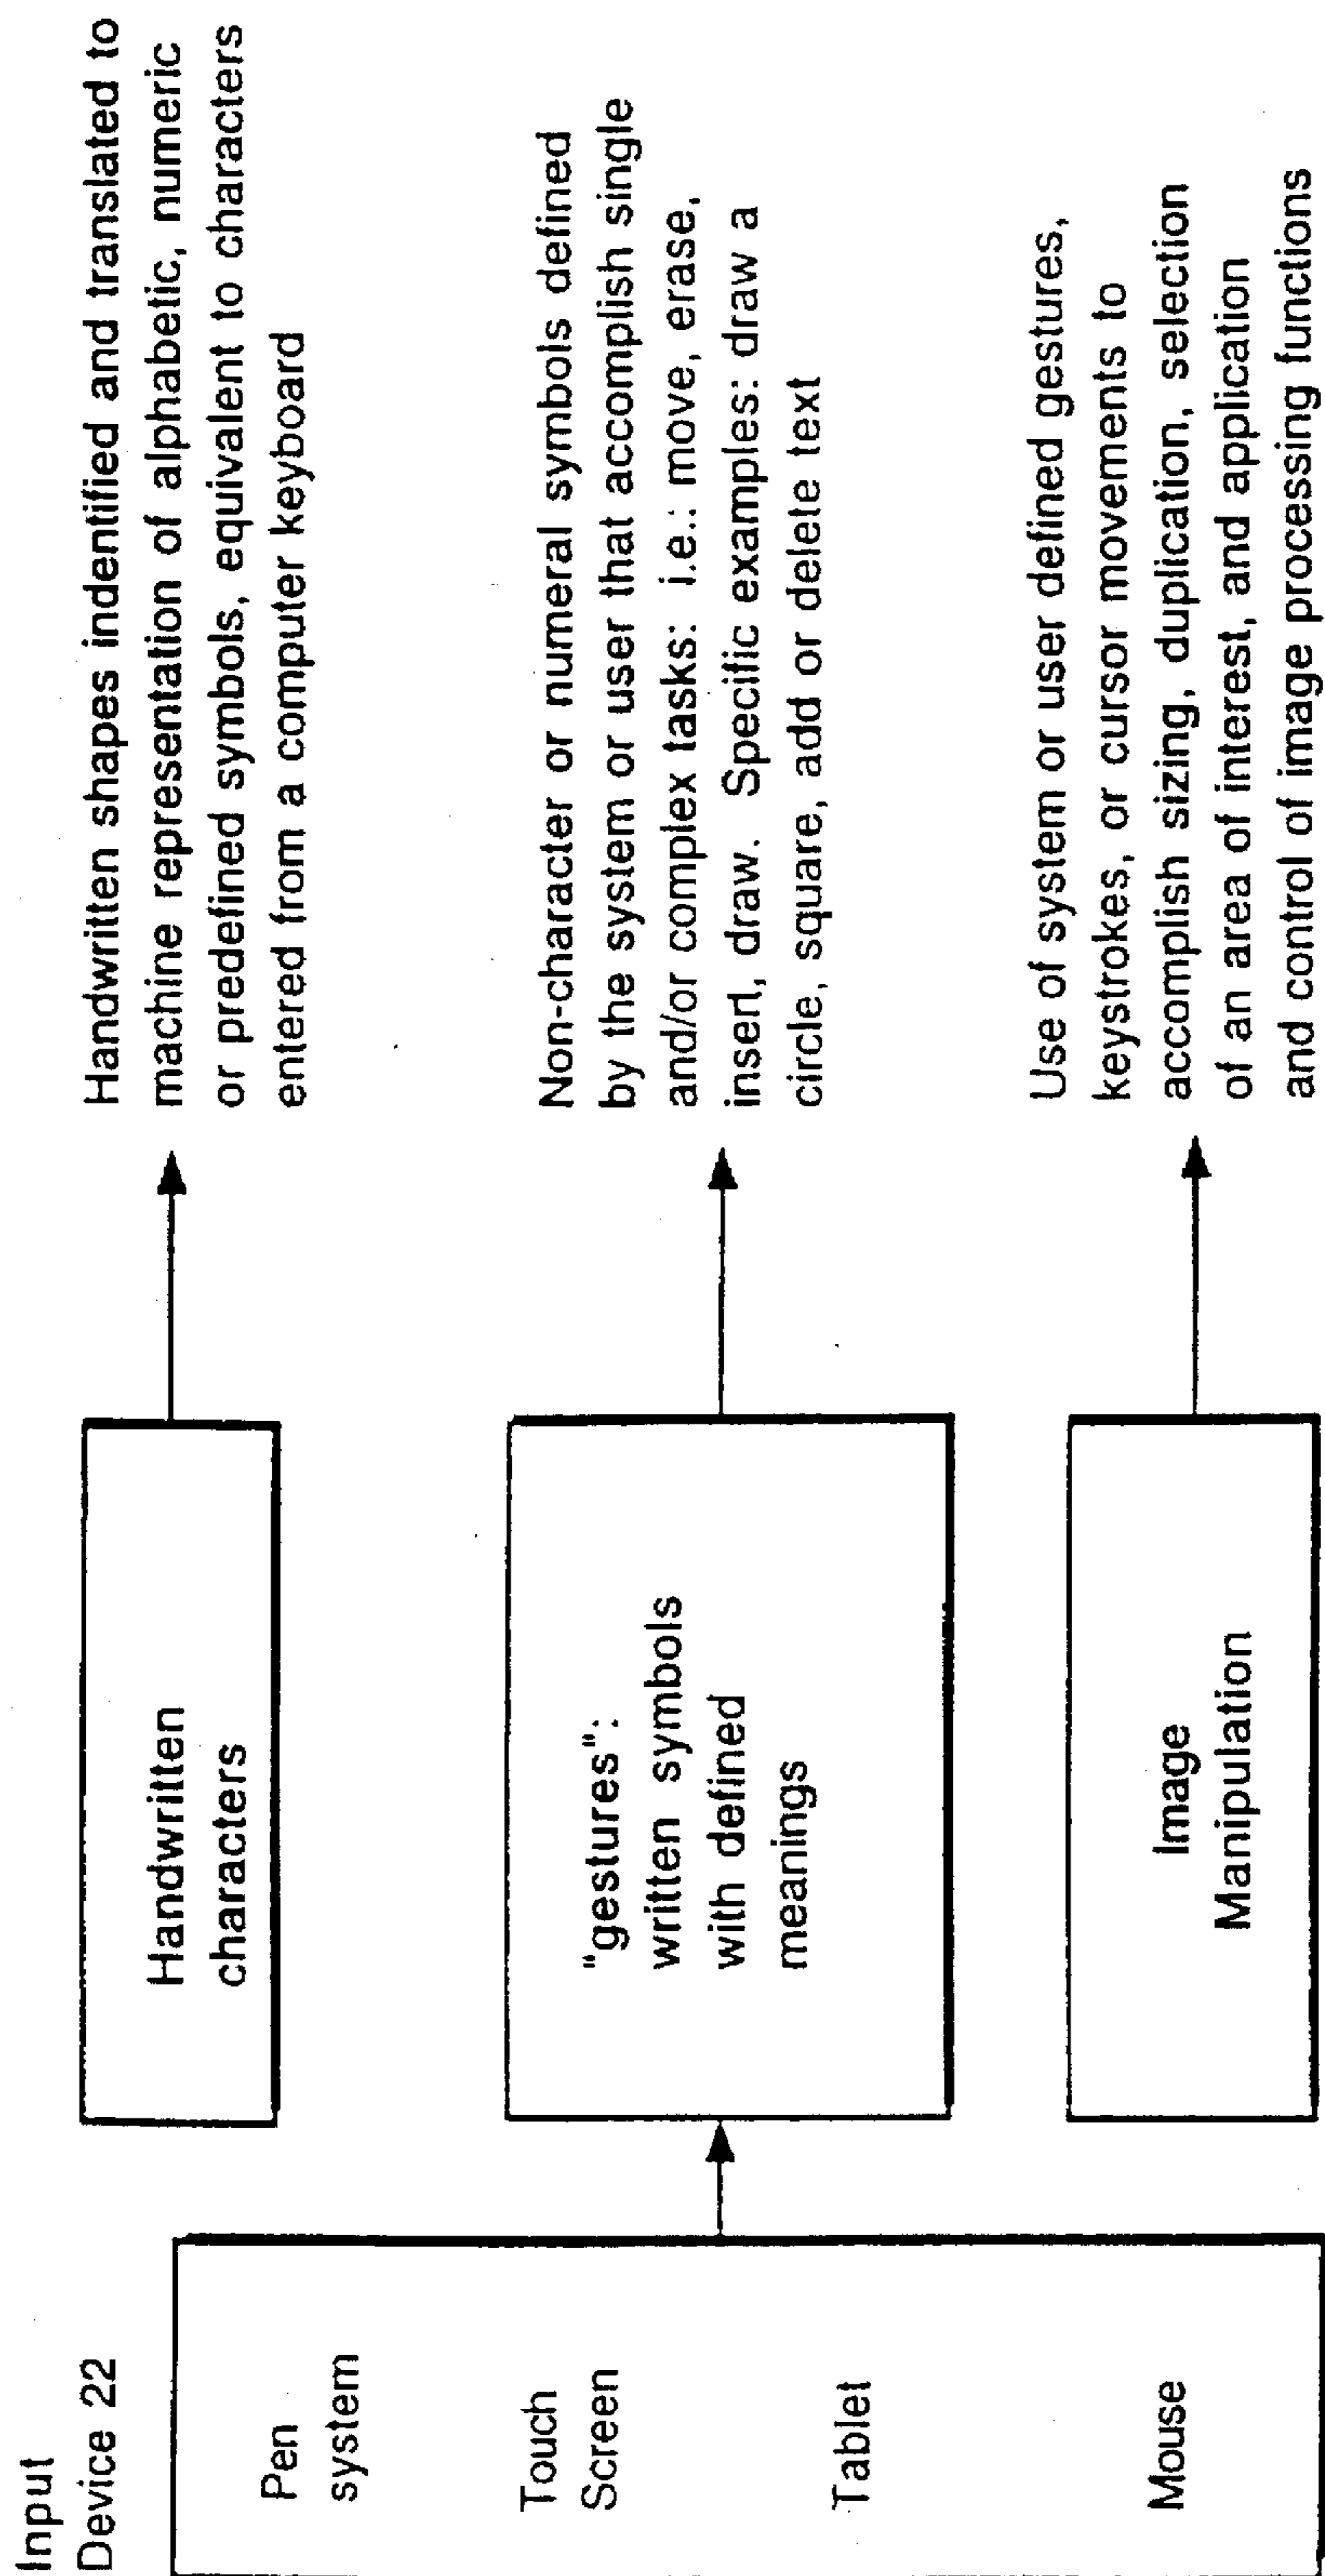 Input
Device 22
Pen
system
Touch
Screen
Tablet
Mouse
Handwritten
characters
"gestures":
written symbols
with defined
meanings
Image
Manipulation
Handwritten shapes indentified and translated to
machine representation of alphabetic, numeric
or predefined symbols, equivalent to characters
entered from a computer keyboard
Non-character or numeral symbols defined
by the system or user that accomplish single
and/or complex tasks: i.e.: move, erase,
insert, draw. Specific examples: draw a
circle, square, add or delete text
Use of system or user defined gestures,
keystrokes, or cursor movements to
accomplish sizing, duplication, selection
of an area of interest, and application
and control of image processing functions